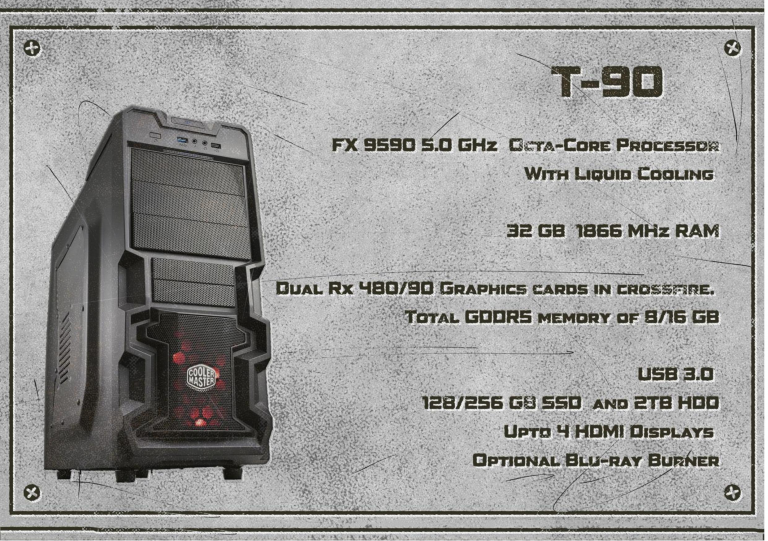 T-90
FX 9590 5.0 GHz Octa-Core Processor
With Liquid Cooling
32 GB 1866 MHz RAM
Dual Rx 480/90 Graphics cards in crossfire.
Total GDDR5 memory of 8/16 GB
COOLER
MASTER
USB 3.0
128/256 GB SSD and 2TB HDD
Upto 4 HDMI Displays
Optional Blu-ray Burner